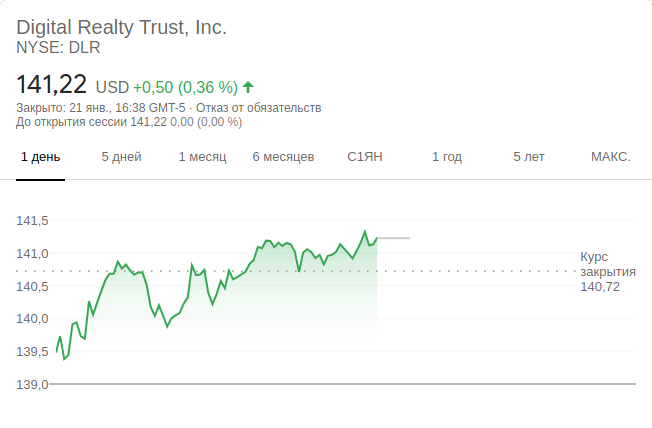 Digital Realty Trust, Inc.
NYSE: DLR
141,22 USD +0,50 (0,36 %)
Закрыто: 21 янв., 16:38 GMT-5 · Отказ от обязательств
До открытия сессии 141,22 0,00 (0,00 %)
1 день 5 дней 1 месяц 6 месяцев С1ЯН 1 год 5 лет МАКС.
141,5
141,0
140,5
140,0
139,5
139,0
Курс
закрытия
140,72